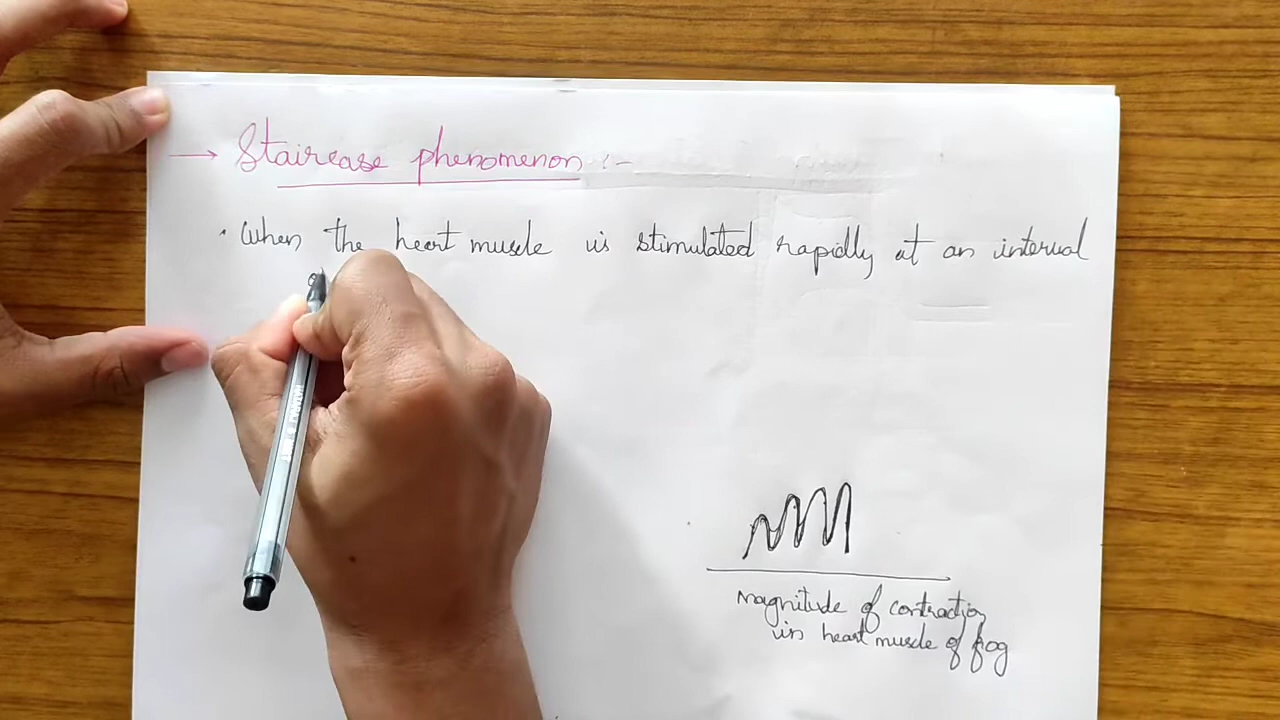 → Staircase phenomenon :-
• When the heart muscle is stimulated rapidly at an interval
magnitude of contraction
in heart muscle of frog